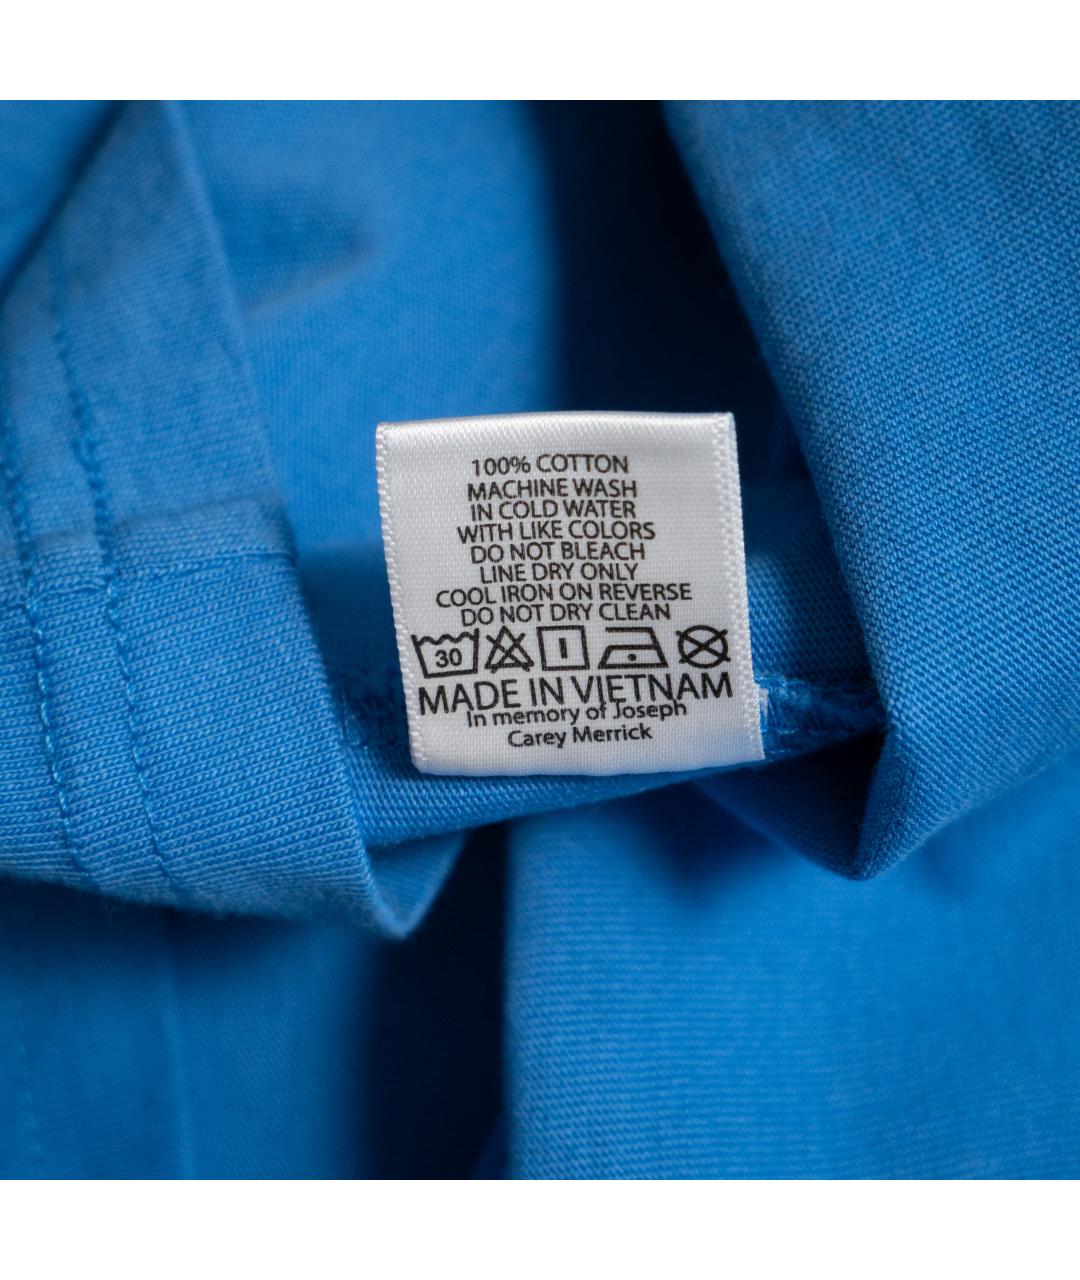 100% COTTON
MACHINE WASH
IN COLD WATER
WITH LIKE COLORS
DO NOT BLEACH
LINE DRY ONLY
COOL IRON ON REVERSE
DO NOT DRY CLEAN
30
MADE IN VIETNAM
In memory of Joseph
Carey Merrick